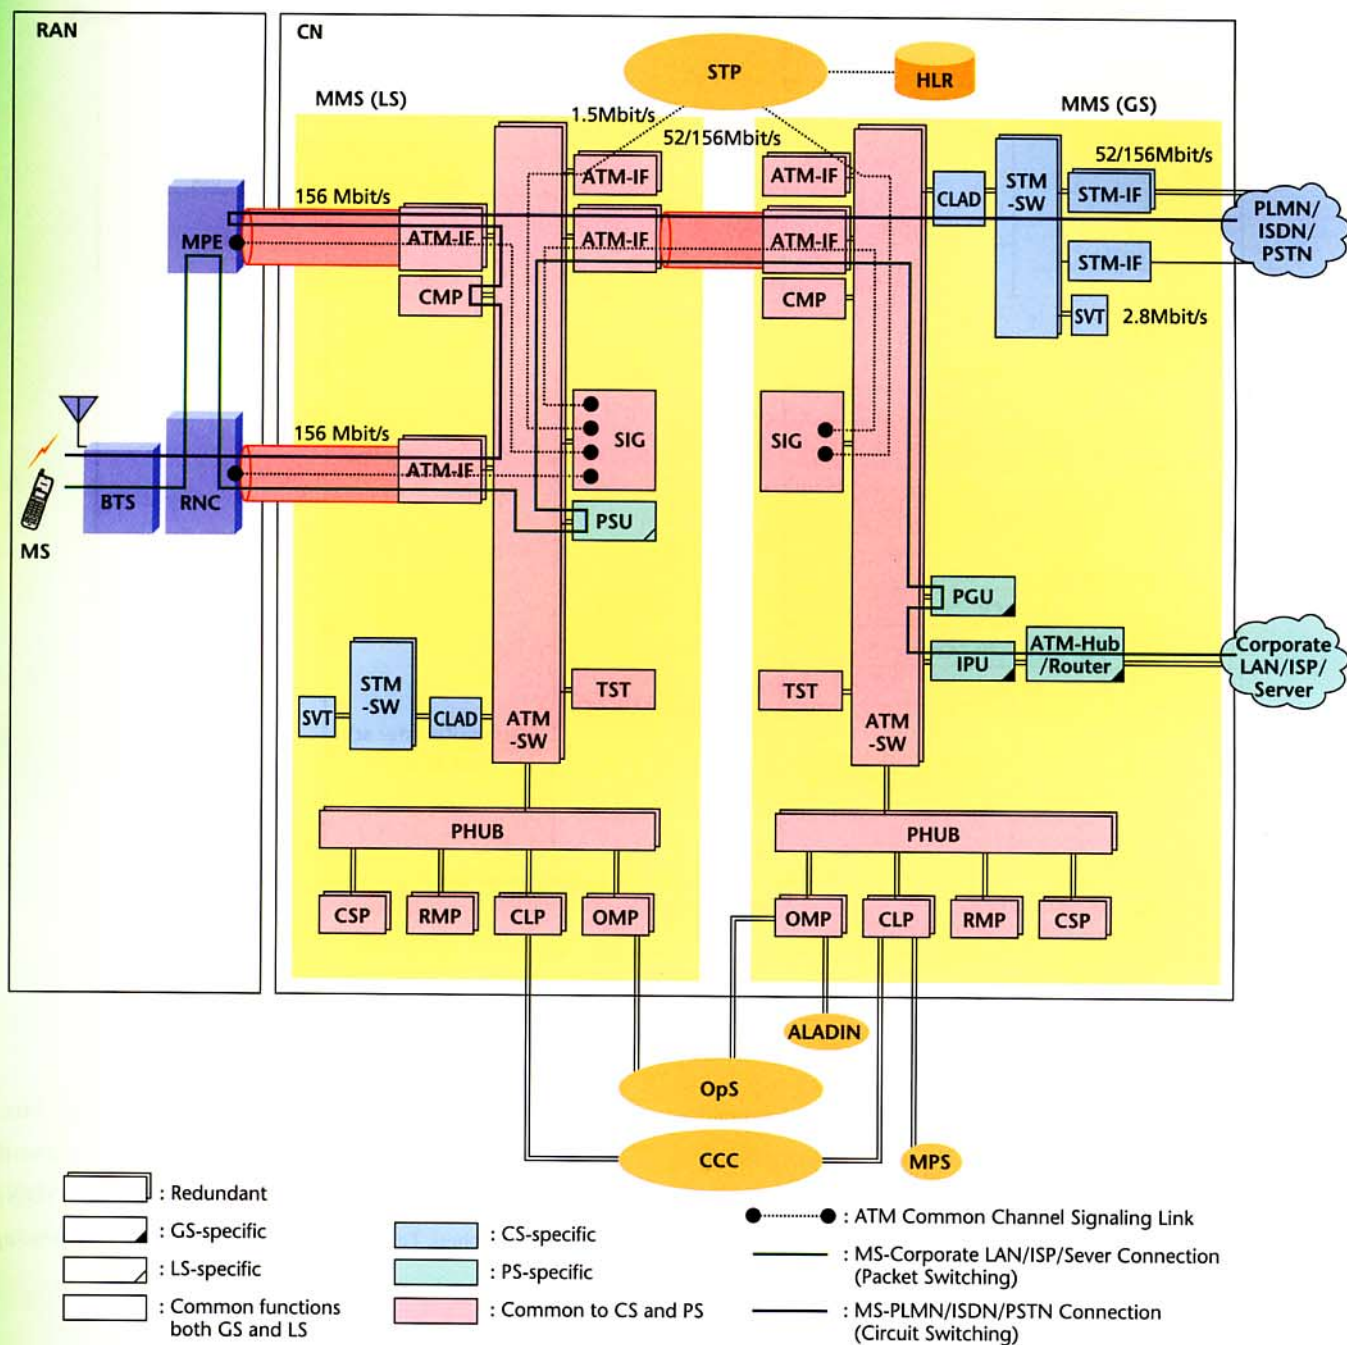 RAN
CN
STP
HLR
MMS (LS)
MMS (GS)
1.5Mbit/s
52/156Mbit/s
52/156Mbit/s
ATM-IF
ATM-IF
CLAD
STM
-SW
STM-IF
156 Mbit/s
MPE
ATM-IF
ATM-IF
ATM-IF
PLMN/
ISDN/
PSTN
STM-IF
CMP
CMP
SVT
2.8Mbit/s
156 Mbit/s
SIG
SIG
ATM-IF
BTS
RNC
MS
PSU
PGU
ATM-Hub
/Router
IPU
Corporate
LAN/ISP/
Server
STM
-SW
TST
TST
SVT
CLAD
ATM
-SW
ATM
-SW
PHUB
PHUB
CSP
RMP
CLP
OMP
OMP
CLP
RMP
CSP
ALADIN
OpS
CCC
MPS
: Redundant
: GS-specific
: LS-specific
: Common functions
both GS and LS
: CS-specific
: PS-specific
: Common to CS and PS
: ATM Common Channel Signaling Link
: MS-Corporate LAN/ISP/Sever Connection
(Packet Switching)
: MS-PLMN/ISDN/PSTN Connection
(Circuit Switching)